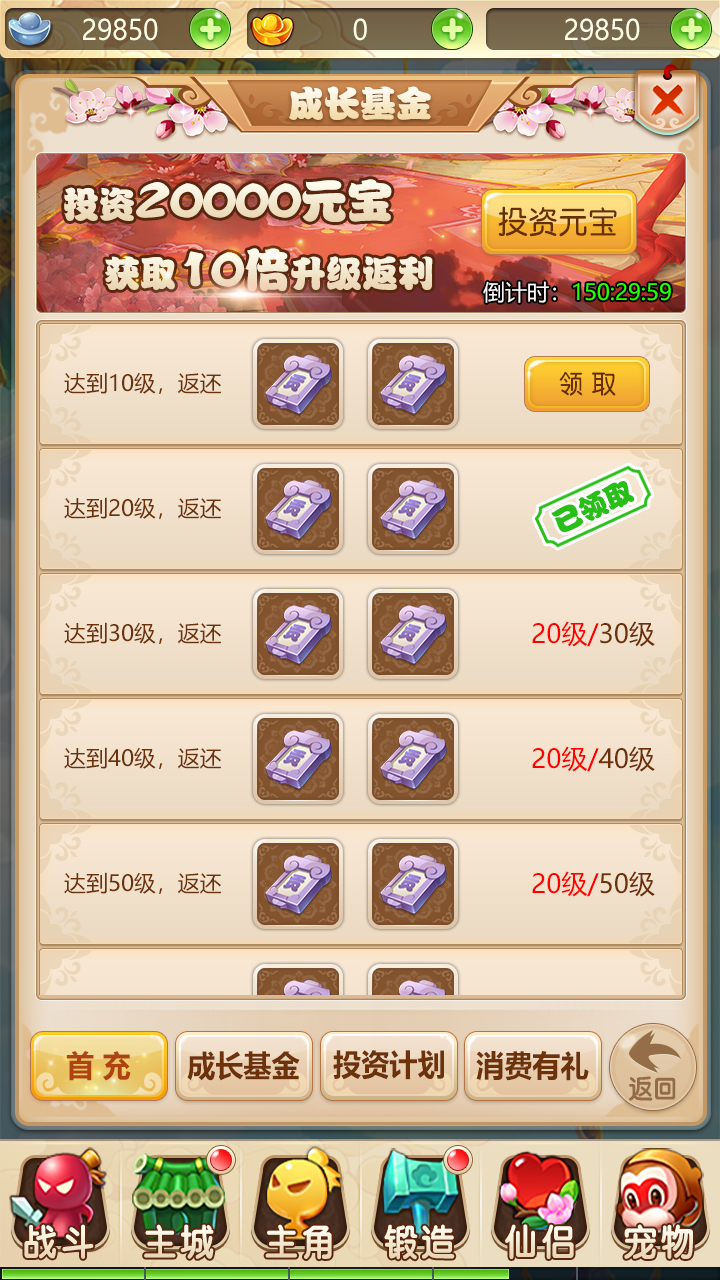 29850 0 29850
成长基金
投资20000元宝
投资元宝
获取10倍升级返利
倒计时：150:29:59
达到10级，返还 领取
达到20级，返还 已领取
达到30级，返还 20级/30级
达到40级，返还 20级/40级
达到50级，返还 20级/50级
首充 成长基金 投资计划 消费有礼 返回
战斗 主城 主角 锻造 仙侣 宠物